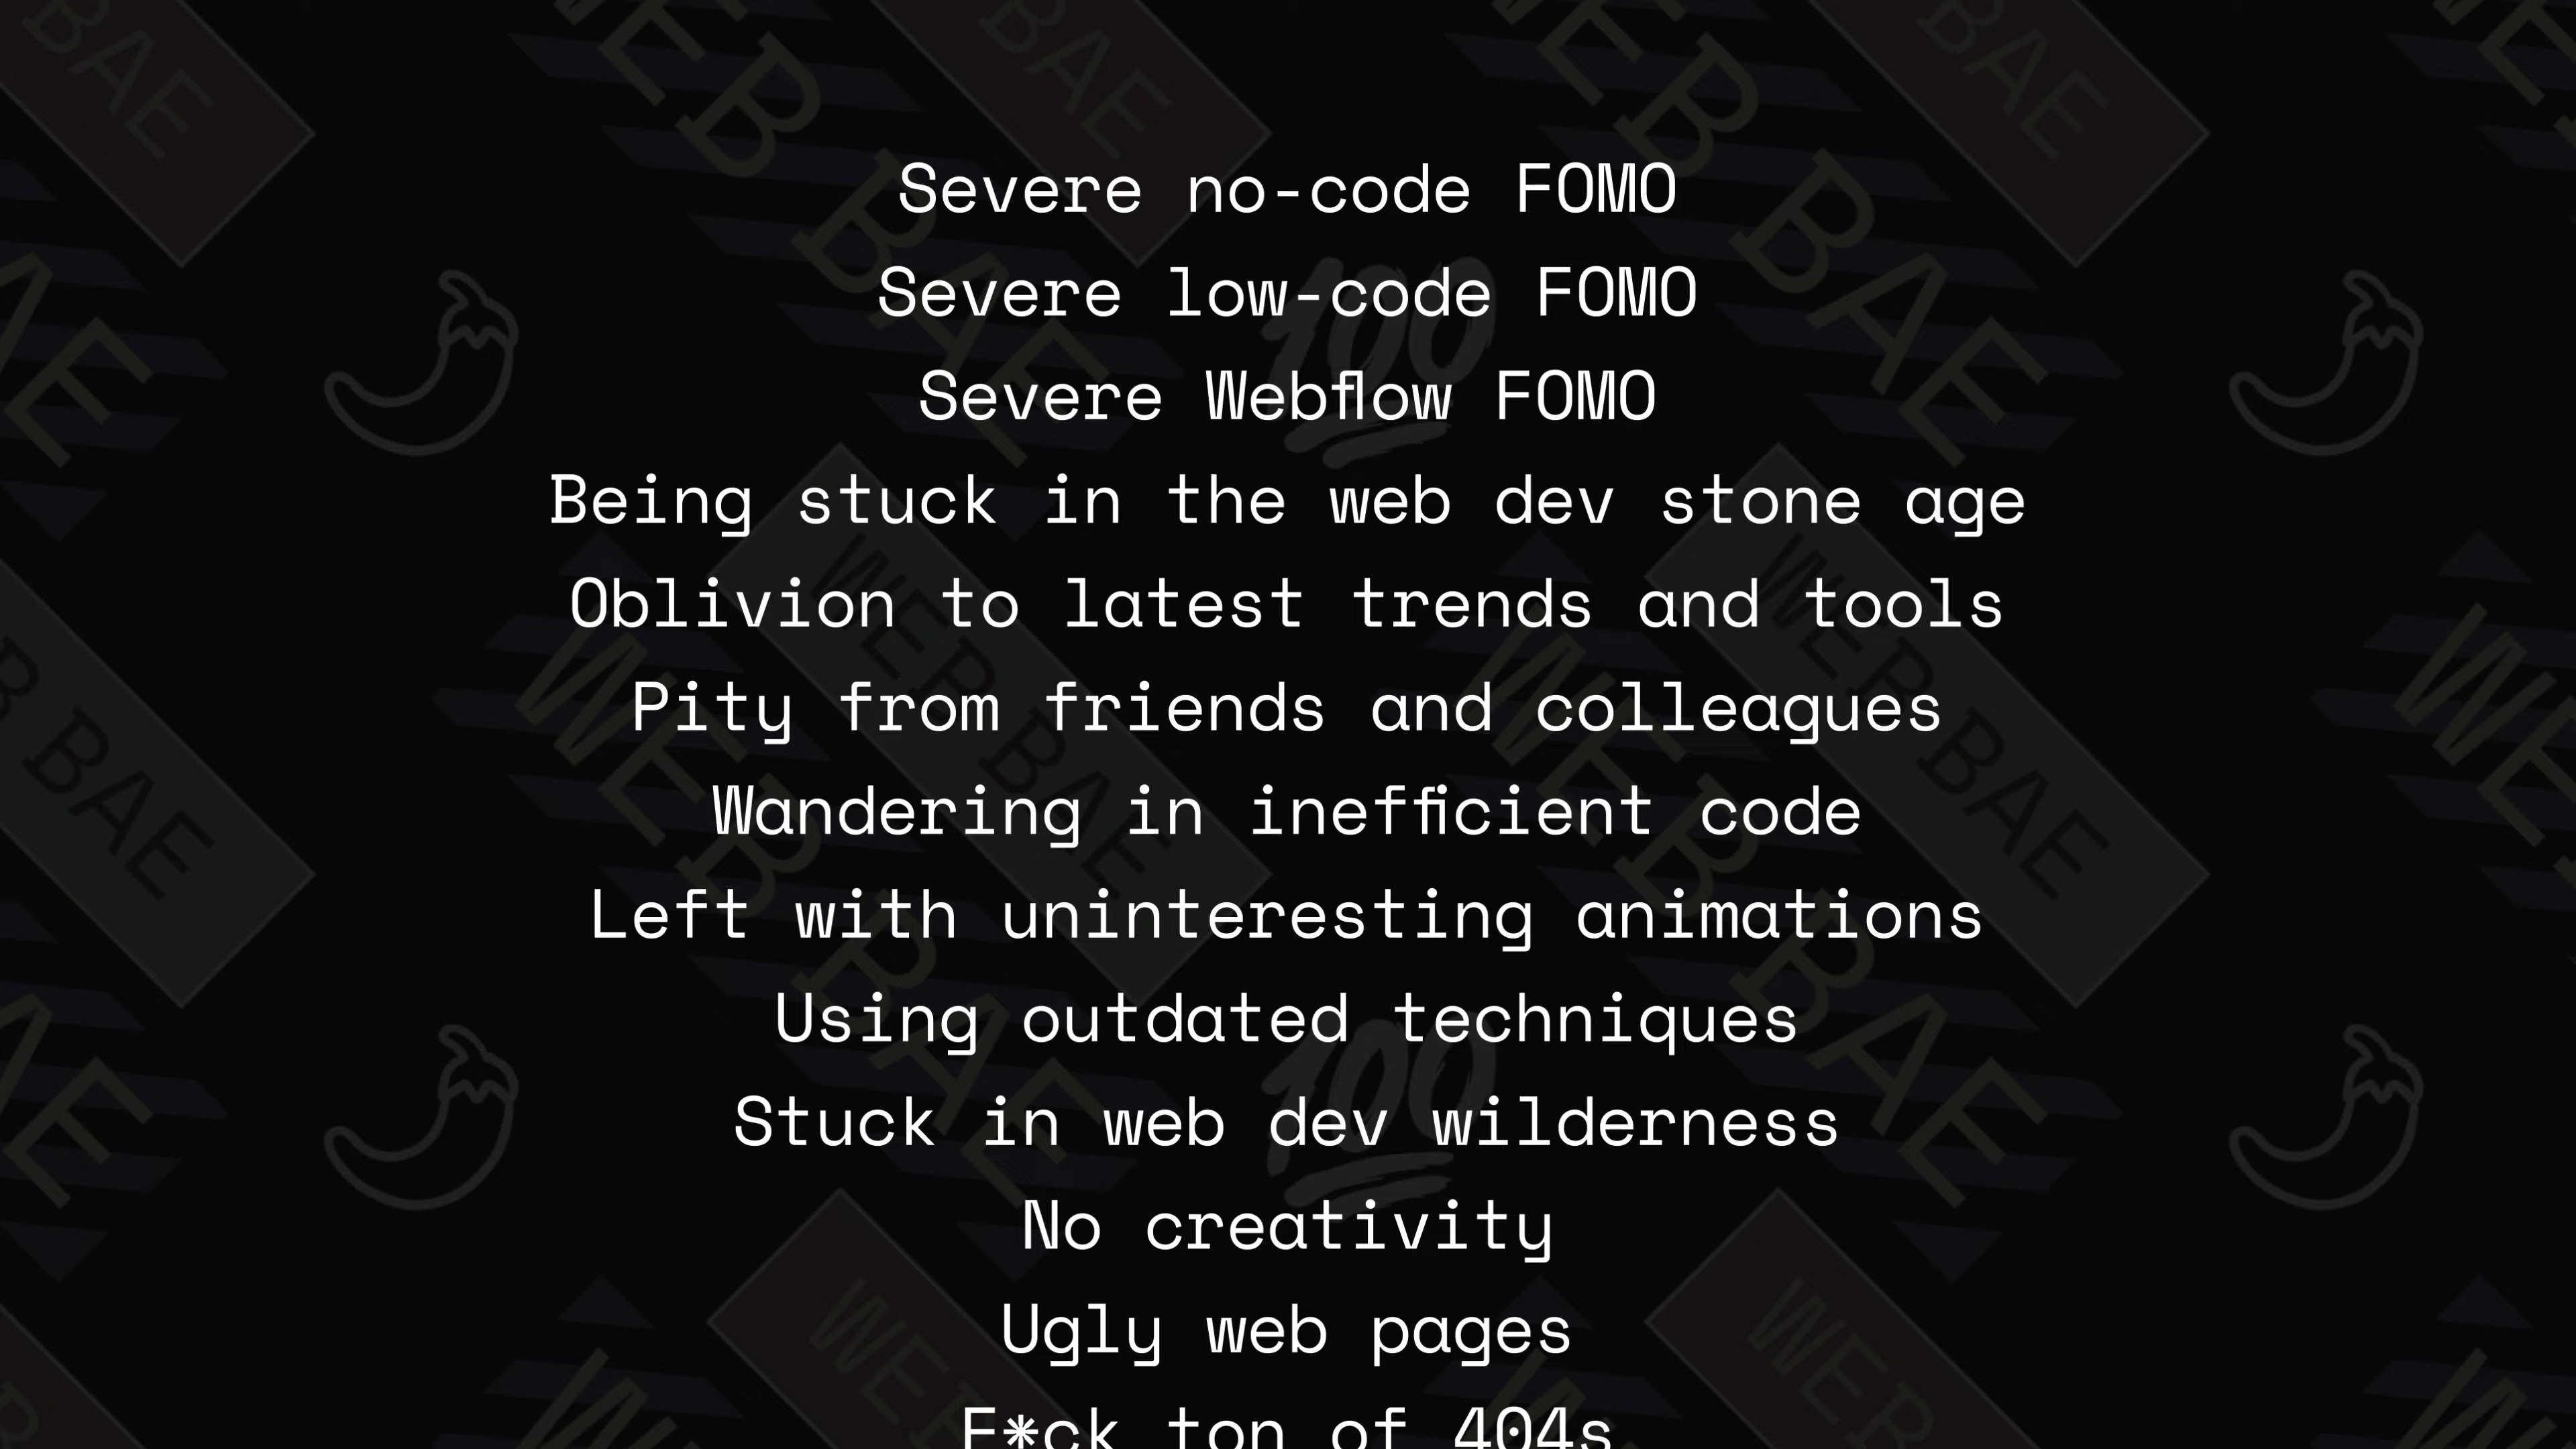 Severe no-code FOMO
Severe low-code FOMO
Severe Webflow FOMO
Being stuck in the web dev stone age
Oblivion to latest trends and tools
Pity from friends and colleagues
Wandering in inefficient code
Left with uninteresting animations
Using outdated techniques
Stuck in web dev wilderness
No creativity
Ugly web pages
F*ck ton of 404s